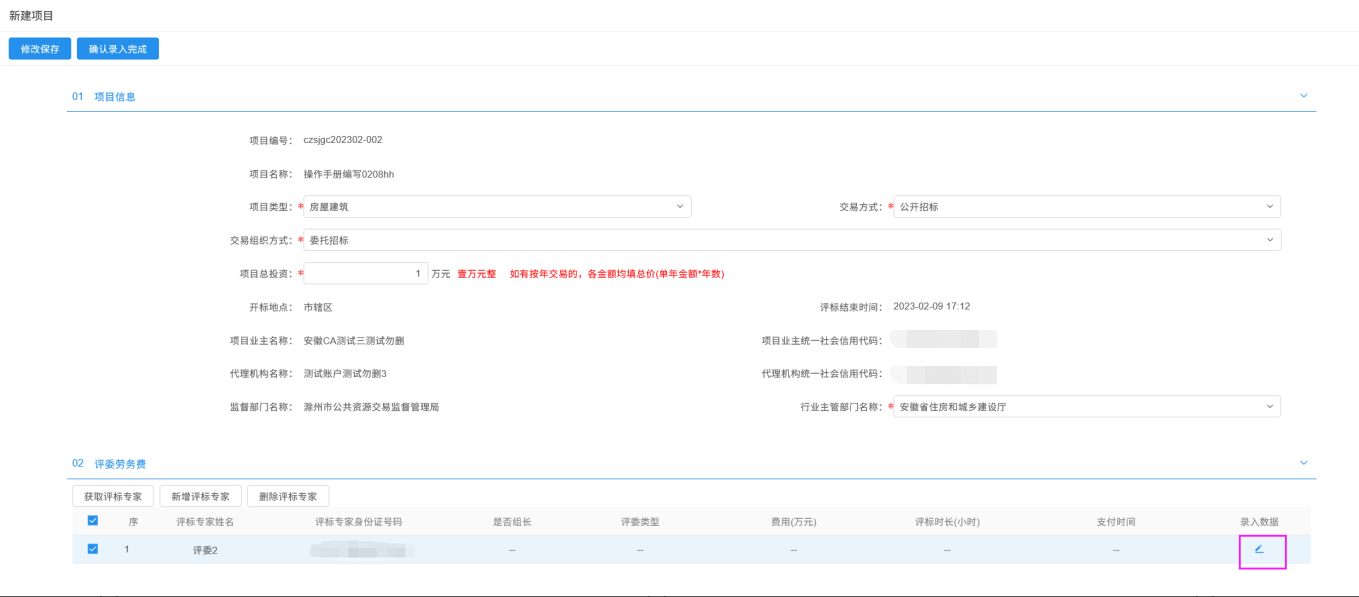 新建项目
修改保存 确认录入完成
01 项目信息
项目编号： czsjgc202302-002
项目名称： 操作手册编写0208hh
项目类型：* 房屋建筑 交易方式：* 公开招标
交易组织方式：* 委托招标
项目总投资：* 1 万元 壹万元整 如有按年交易的，各金额均填总价(单年金额*年数)
开标地点： 市辖区 评标结束时间： 2023-02-09 17:12
项目业主名称： 安徽CA测试三测试勿删 项目业主统一社会信用代码：
代理机构名称： 测试账户测试勿删3 代理机构统一社会信用代码：
监督部门名称： 滁州市公共资源交易监督管理局 行业主管部门名称：* 安徽省住房和城乡建设厅
02 评委劳务费
获取评标专家 新增评标专家 删除评标专家
序 评标专家姓名 评标专家身份证号码 是否组长 评委类型 费用(万元) 评标时长(小时) 支付时间 录入数据
1 评委2 -- -- -- -- --